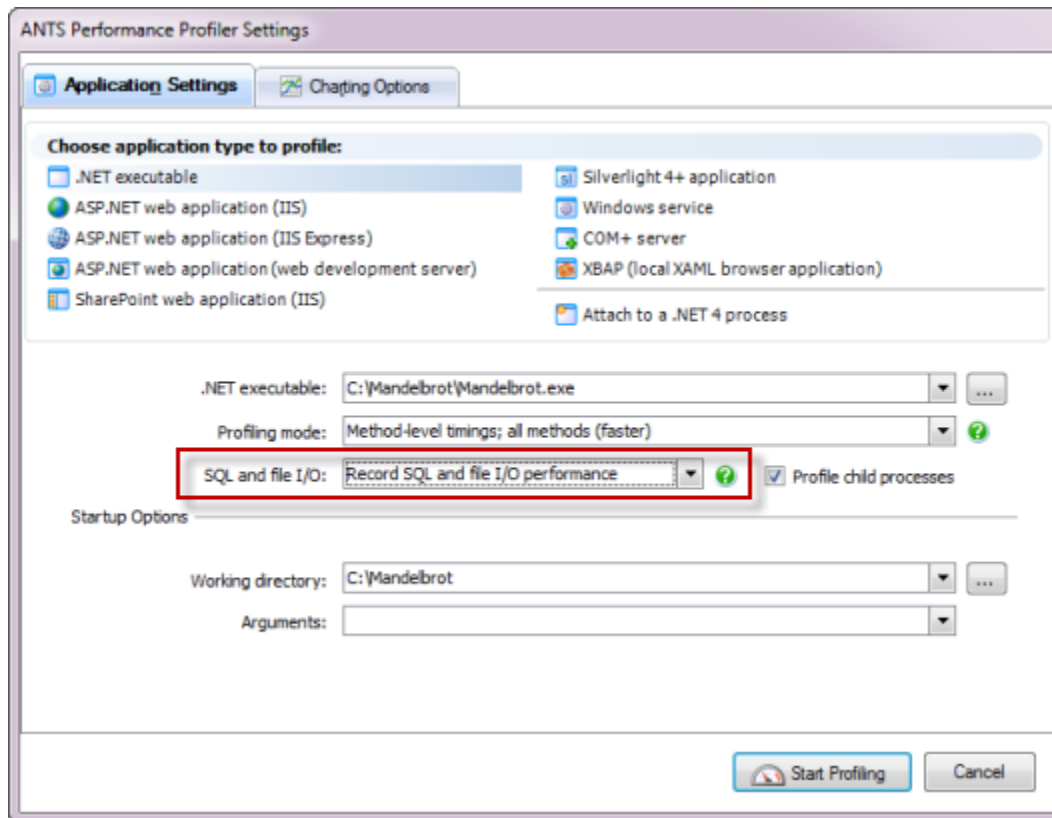 ANTS Performance Profiler Settings
Application Settings
Charting Options
Choose application type to profile:
.NET executable
ASP.NET web application (IIS)
ASP.NET web application (IIS Express)
ASP.NET web application (web development server)
SharePoint web application (IIS)
Silverlight 4+ application
Windows service
COM+ server
XBAP (local XAML browser application)
Attach to a .NET 4 process
.NET executable: C:\Mandelbrot\Mandelbrot.exe ...
Profiling mode: Method-level timings; all methods (faster) ?
SQL and file I/O: Record SQL and file I/O performance ? Profile child processes
Startup Options
Working directory: C:\Mandelbrot ...
Arguments:
Start Profiling Cancel